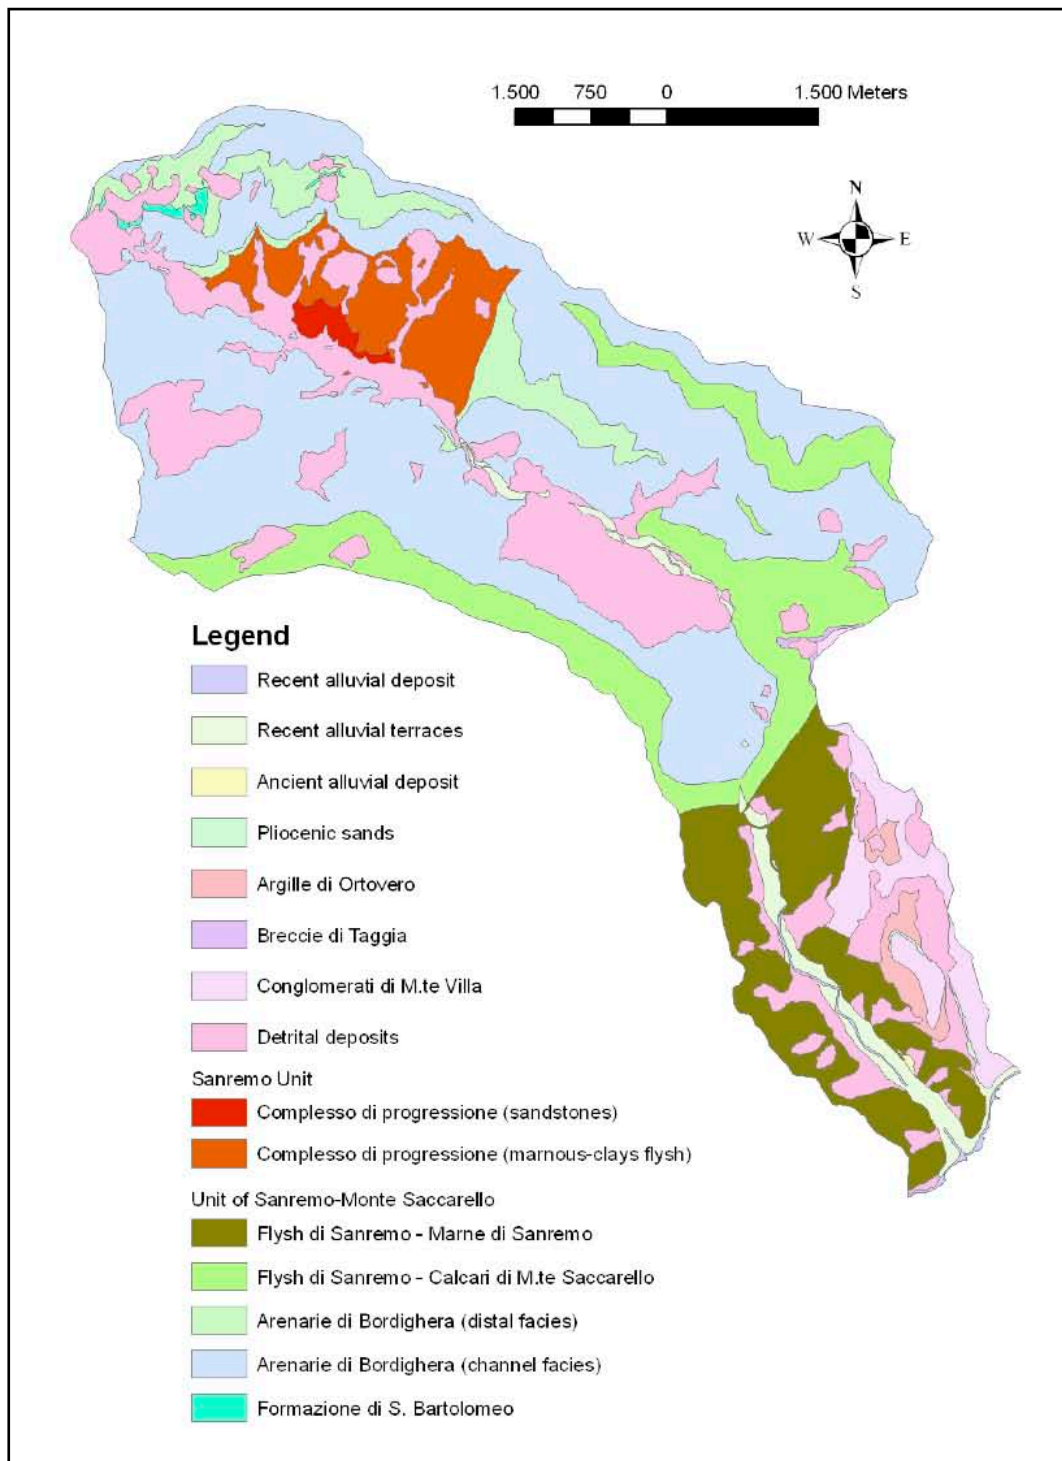 1.500 750 0 1.500 Meters
N
W E
S
Legend
Recent alluvial deposit
Recent alluvial terraces
Ancient alluvial deposit
Pliocenic sands
Argille di Ortovero
Breccie di Taggia
Conglomerati di M.te Villa
Detrital deposits
Sanremo Unit
Complesso di progressione (sandstones)
Complesso di progressione (marnous-clays flysh)
Unit of Sanremo-Monte Saccarello
Flysh di Sanremo - Marne di Sanremo
Flysh di Sanremo - Calcari di M.te Saccarello
Arenarie di Bordighera (distal facies)
Arenarie di Bordighera (channel facies)
Formazione di S. Bartolomeo